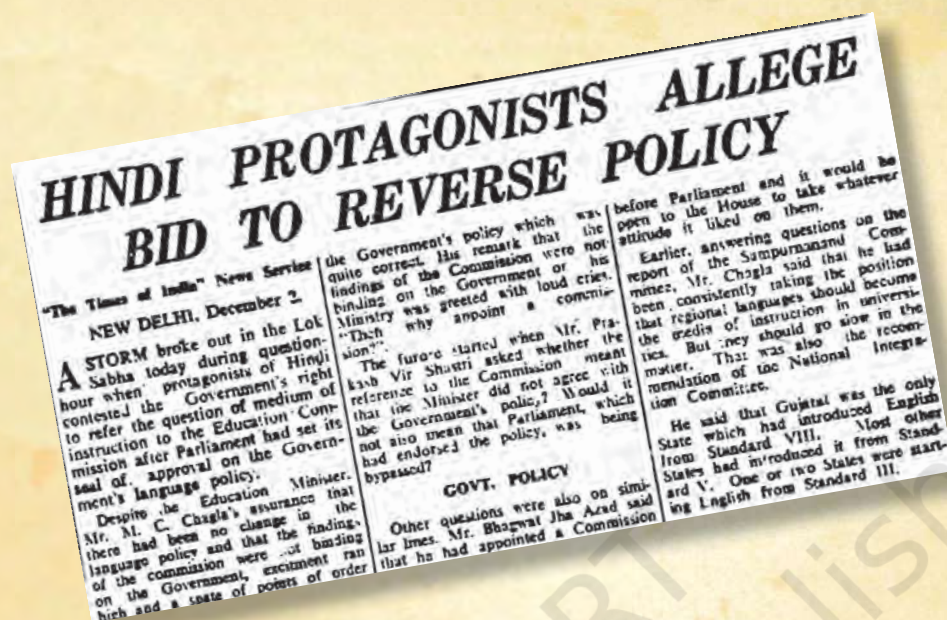 HINDI PROTAGONISTS ALLEGE
BID TO REVERSE POLICY
"The Times of India" News Service
NEW DELHI, December 2.
A STORM broke out in the Lok
Sabha today during question-
hour when protagonists of Hindi
contested the Government's right
to refer the question of medium of
instruction to the Education Com-
mission after Parliament had set its
seal of approval on the Govern-
ment's language policy.
Despite the Education Minister,
Mr. M. C. Chagla's assurance that
there had been no change in the
language policy and that the findings
of the commission were not binding
on the Government, excitment ran
high and a spate of points of order
the Government's policy which was
quite correct. His remark that the
findings of the Commission were not
binding on the Government or his
Ministry was greeted with loud cries.
"Then why appoint a commis-
sion?"
The furore started when Mr. Pra-
kash Vir Shastri asked whether the
reference to the Commission meant
that the Minister did not agree with
the Government's policy? Would it
not also mean that Parliament, which
had endorsed the policy, was being
bypassed?
GOVT. POLICY
Other questions were also on simi-
lar lines. Mr. Bhagwat Jha Azad said
that he had appointed a Commission
before Parliament and it would be
open to the House to take whatever
attitude it liked on them.
Earlier, answering questions on the
report of the Sampurnanand Com-
mittee, Mr. Chagla said that he had
been consistently taking the position
that regional languages should become
the media of instruction in universi-
ties. But they should go slow in the
matter. That was also the recom-
mendation of the National Integra-
tion Committee.
He said that Gujarat was the only
State which had introduced English
from Standard VIII. Most other
States had introduced it from Stand-
ard V. One or two States were start-
ing English from Standard III.